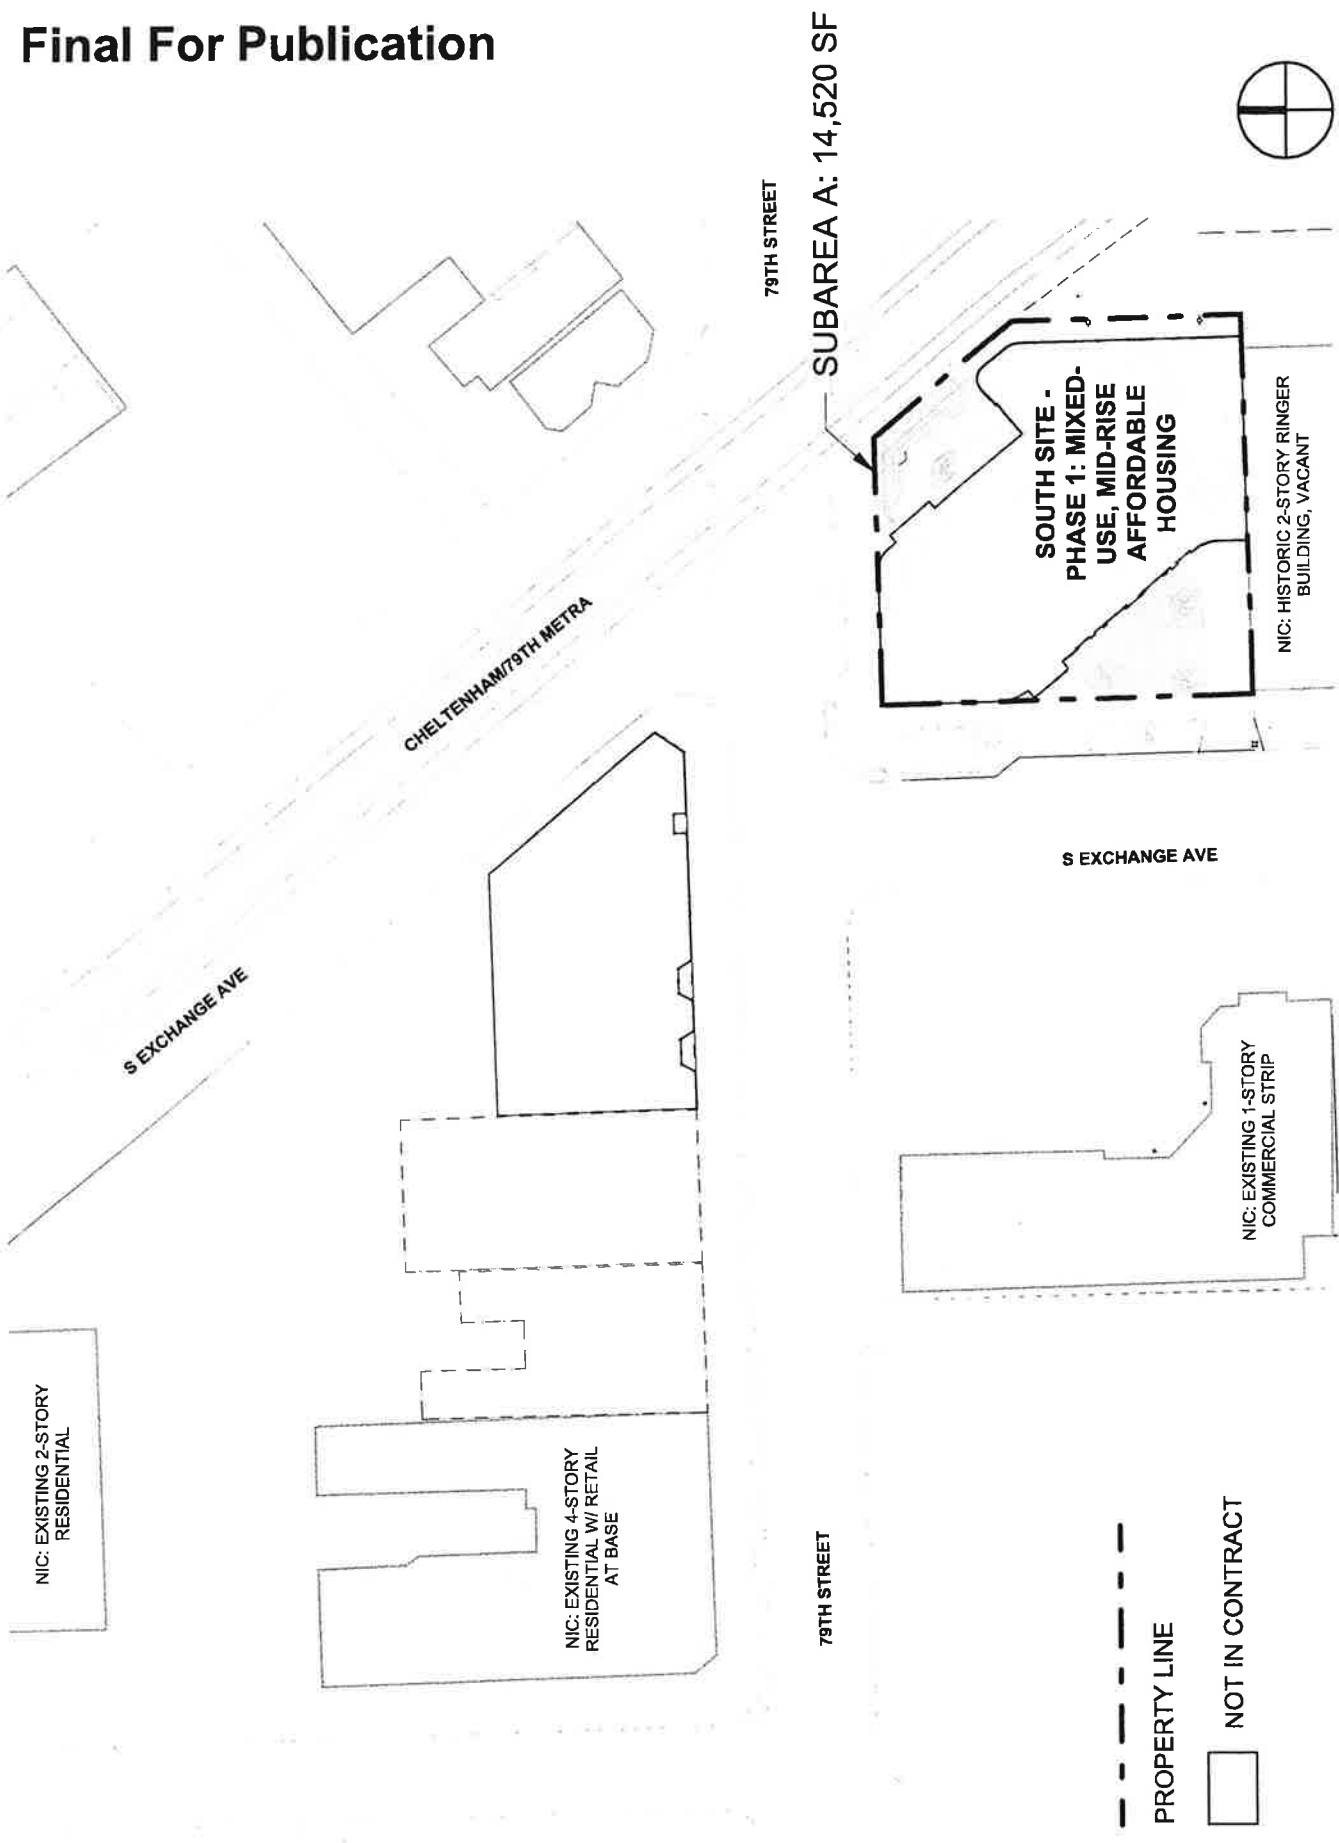 Final For Publication
NIC: EXISTING 2-STORY
RESIDENTIAL
S EXCHANGE AVE
CHELTENHAM/79TH METRA
NIC: EXISTING 4-STORY
RESIDENTIAL W/ RETAIL
AT BASE
79TH STREET
79TH STREET
SUBAREA A: 14,520 SF
SOUTH SITE -
PHASE 1: MIXED-
USE, MID-RISE
AFFORDABLE
HOUSING
S EXCHANGE AVE
NIC: EXISTING 1-STORY
COMMERCIAL STRIP
NIC: HISTORIC 2-STORY RINGER
BUILDING, VACANT
PROPERTY LINE
NOT IN CONTRACT